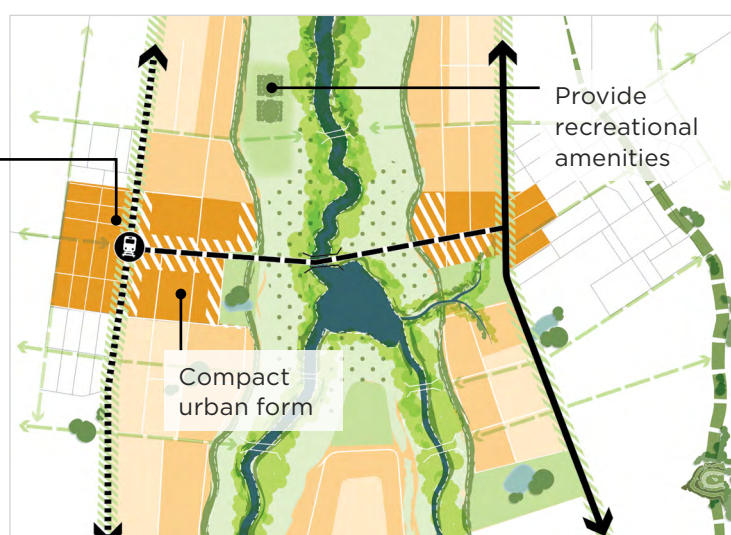 Provide
recreational
amenities
Compact
urban form